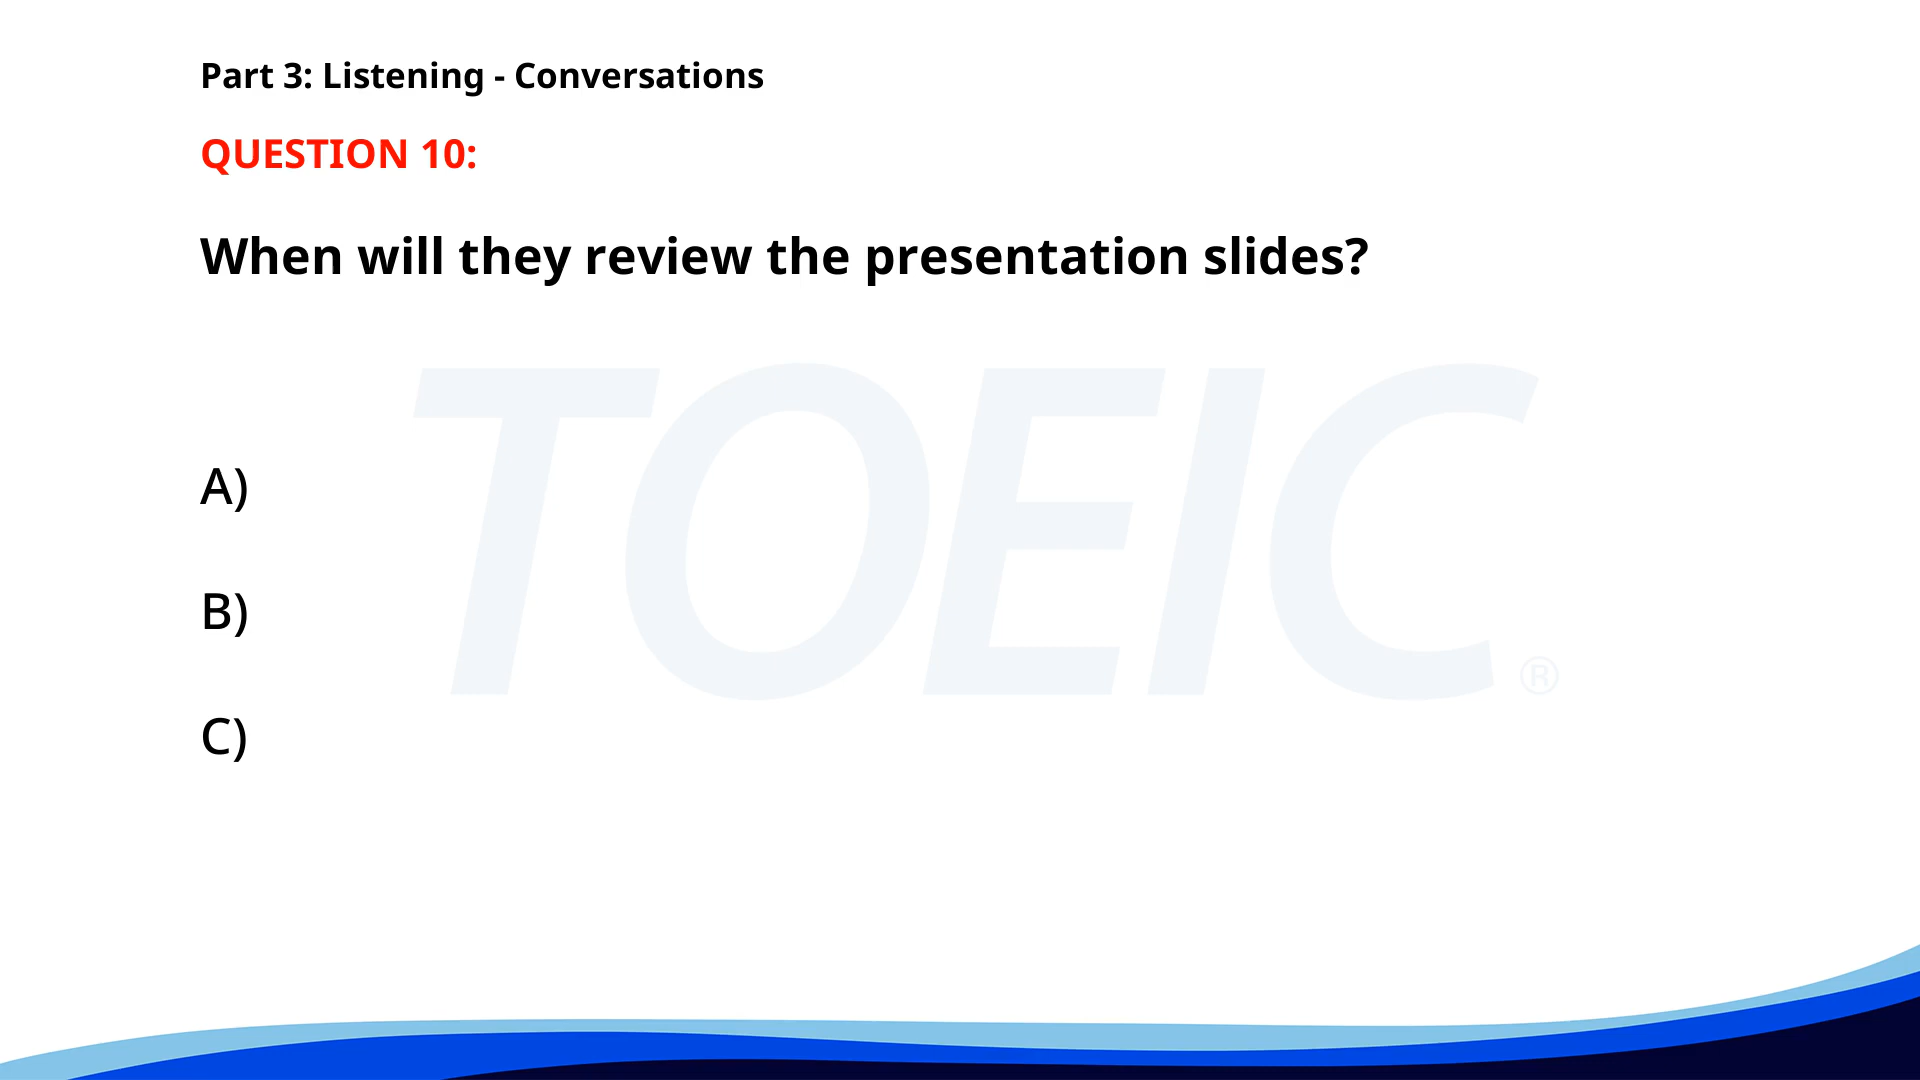 Part 3: Listening - Conversations
QUESTION 10:
When will they review the presentation slides?
TOEIC®
A)
B)
C)